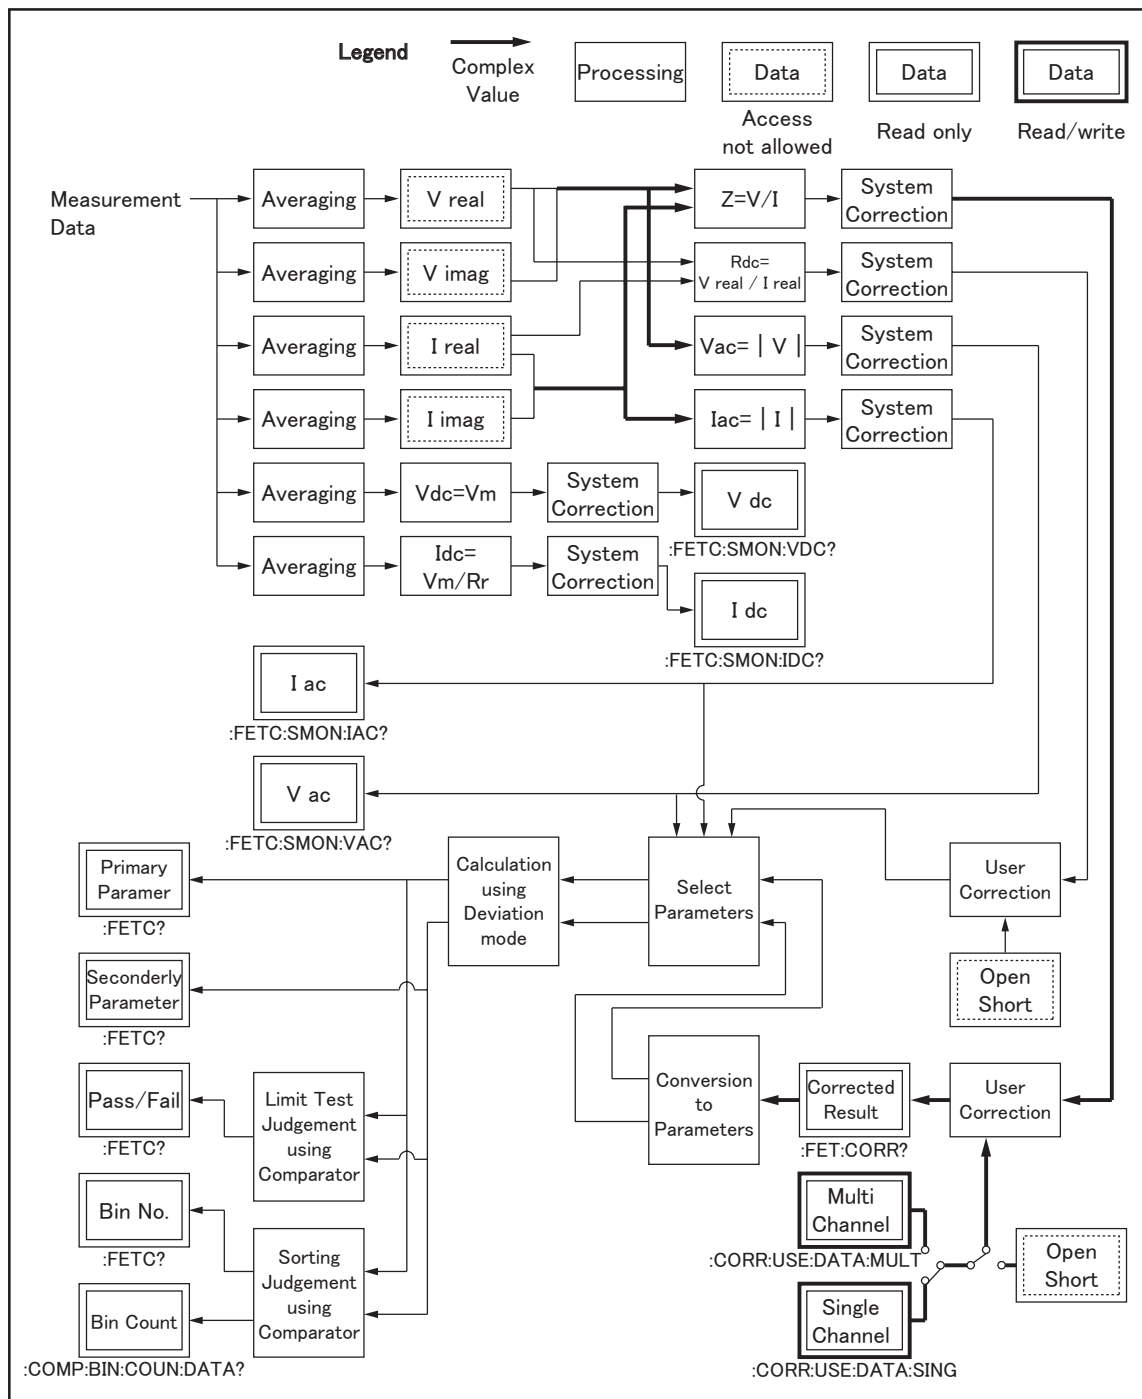 Legend
Complex
Value
Processing
Data
Access
not allowed
Data
Read only
Data
Read/write
Measurement
Data
Averaging
V real
Z=V/I
System
Correction
Averaging
V imag
Rdc=
V real / I real
System
Correction
Averaging
I real
Vac= | V |
System
Correction
Averaging
I imag
Iac= | I |
System
Correction
Averaging
Vdc=Vm
System
Correction
V dc
:FETC:SMON:VDC?
Averaging
Idc=
Vm/Rr
System
Correction
I dc
:FETC:SMON:IDC?
I ac
:FETC:SMON:IAC?
V ac
:FETC:SMON:VAC?
Primary
Paramer
:FETC?
Calculation
using
Deviation
mode
Select
Parameters
User
Correction
Seconderly
Parameter
:FETC?
Open
Short
Pass/Fail
:FETC?
Limit Test
Judgement
using
Comparator
Conversion
to
Parameters
Corrected
Result
:FET:CORR?
User
Correction
Bin No.
:FETC?
Sorting
Judgement
using
Comparator
Multi
Channel
:CORR:USE:DATA:MULT
Open
Short
Bin Count
:COMP:BIN:COUN:DATA?
Single
Channel
:CORR:USE:DATA:SING